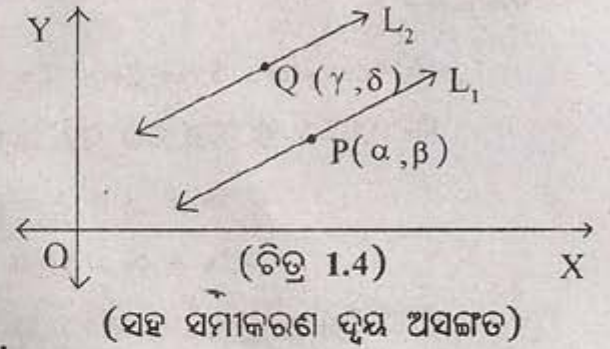 Y
L₂
Q (γ,δ)
L₁
P(α,β)
O
(ଚିତ୍ର 1.4)
X
(ସହ ସମୀକରଣ ଦ୍ୱୟ ଅସଙ୍ଗତ)